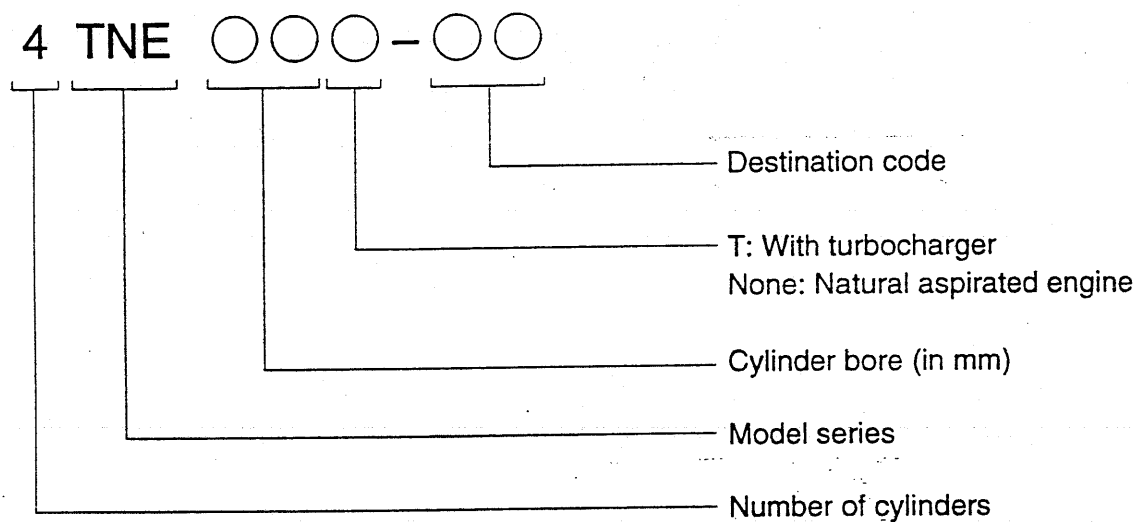 4 TNE ○○○-○○
Destination code
T: With turbocharger
None: Natural aspirated engine
Cylinder bore (in mm)
Model series
Number of cylinders